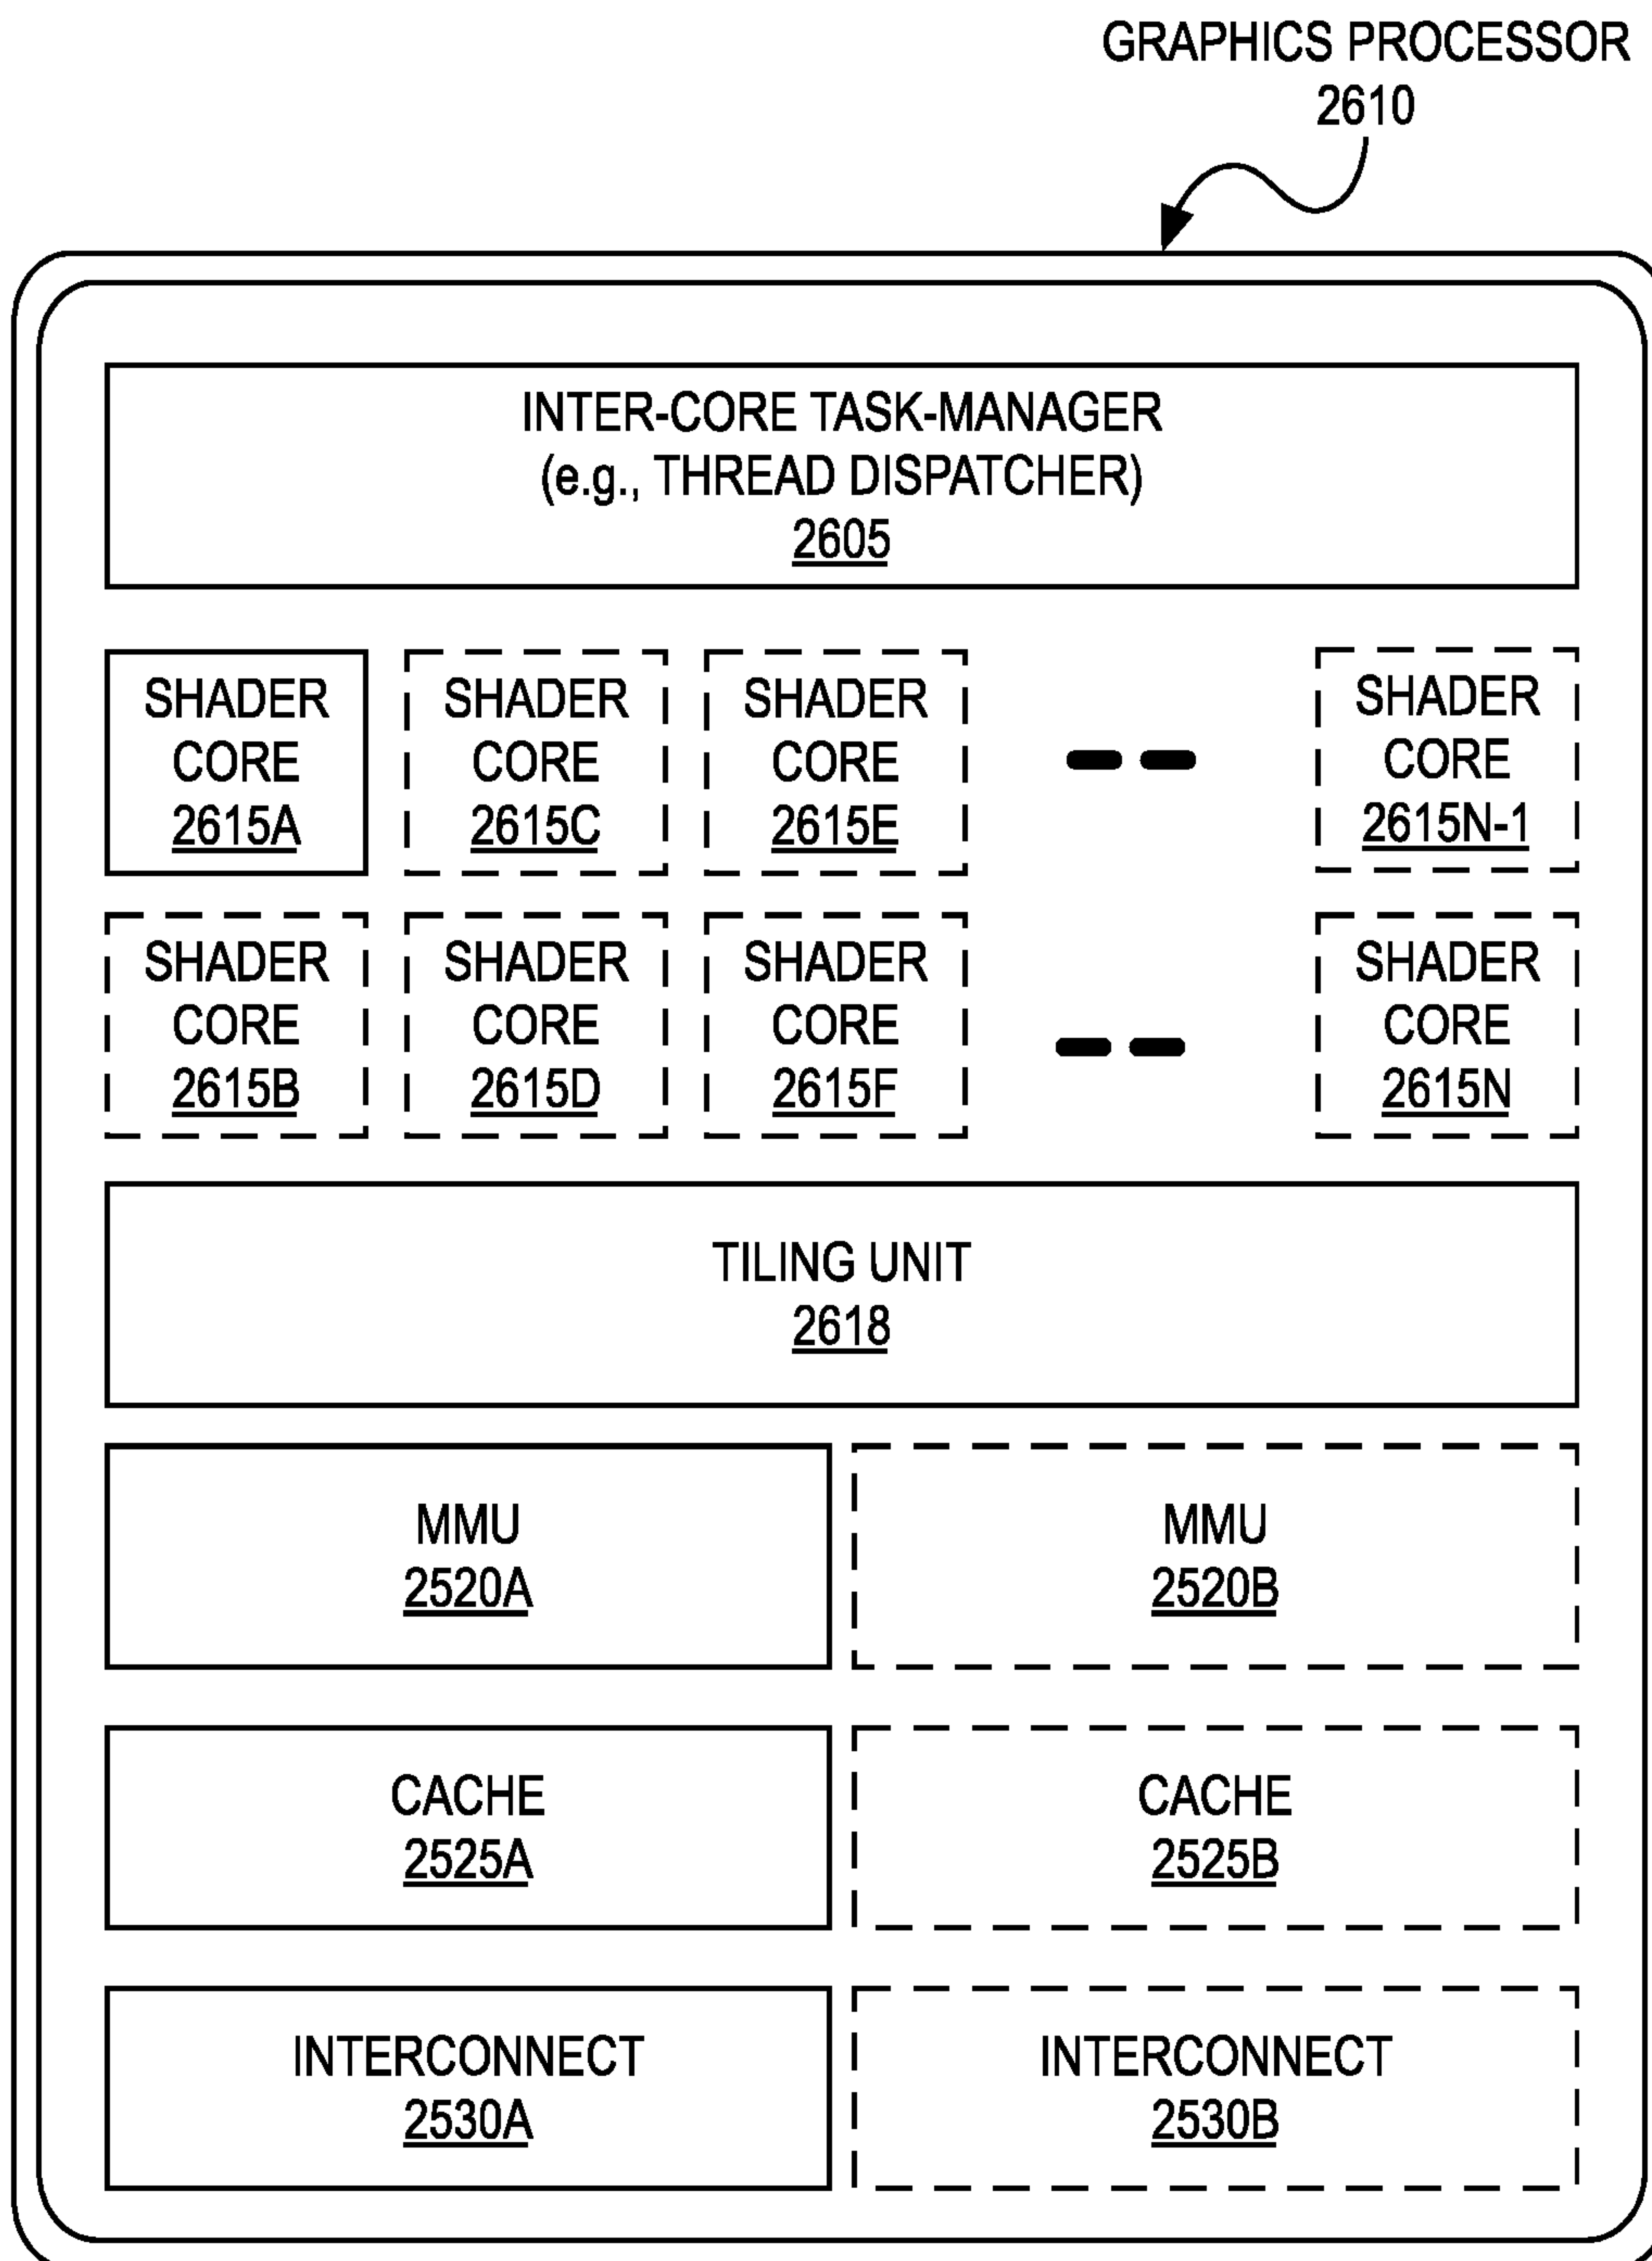 GRAPHICS PROCESSOR
2610
INTER-CORE TASK-MANAGER
(e.g., THREAD DISPATCHER)
2605
SHADER
CORE
2615A
SHADER
CORE
2615C
SHADER
CORE
2615E
SHADER
CORE
2615N-1
SHADER
CORE
2615B
SHADER
CORE
2615D
SHADER
CORE
2615F
SHADER
CORE
2615N
TILING UNIT
2618
MMU
2520A
MMU
2520B
CACHE
2525A
CACHE
2525B
INTERCONNECT
2530A
INTERCONNECT
2530B